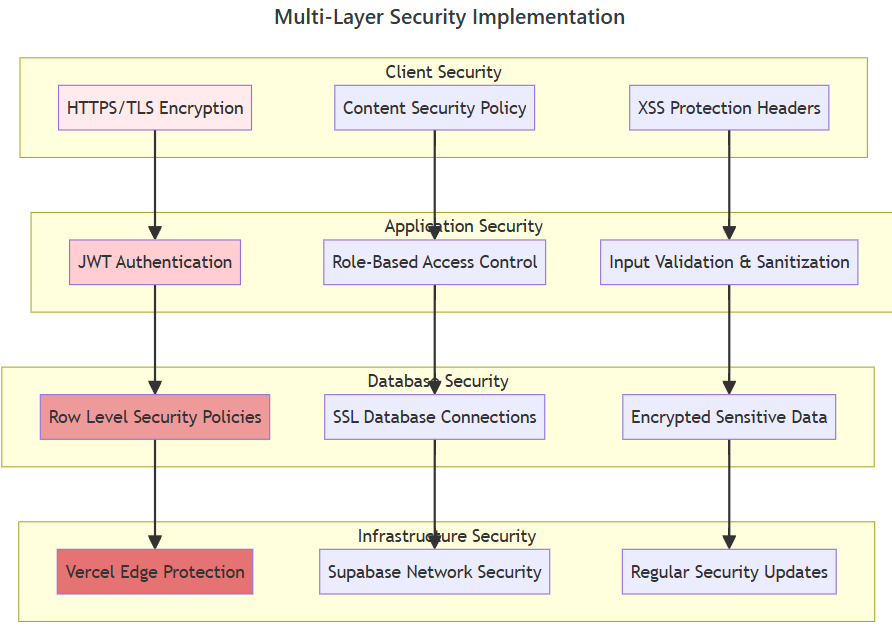 Multi-Layer Security Implementation
Client Security
HTTPS/TLS Encryption
Content Security Policy
XSS Protection Headers
Application Security
JWT Authentication
Role-Based Access Control
Input Validation & Sanitization
Database Security
Row Level Security Policies
SSL Database Connections
Encrypted Sensitive Data
Infrastructure Security
Vercel Edge Protection
Supabase Network Security
Regular Security Updates